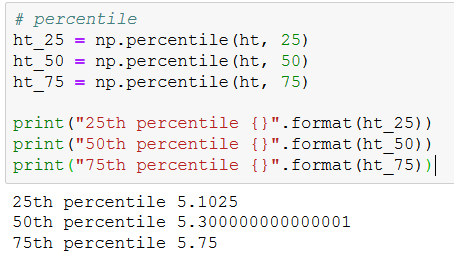 # percentile
ht_25 = np.percentile(ht, 25)
ht_50 = np.percentile(ht, 50)
ht_75 = np.percentile(ht, 75)
print("25th percentile {}".format(ht_25))
print("50th percentile {}".format(ht_50))
print("75th percentile {}".format(ht_75))
25th percentile 5.1025
50th percentile 5.300000000000001
75th percentile 5.75